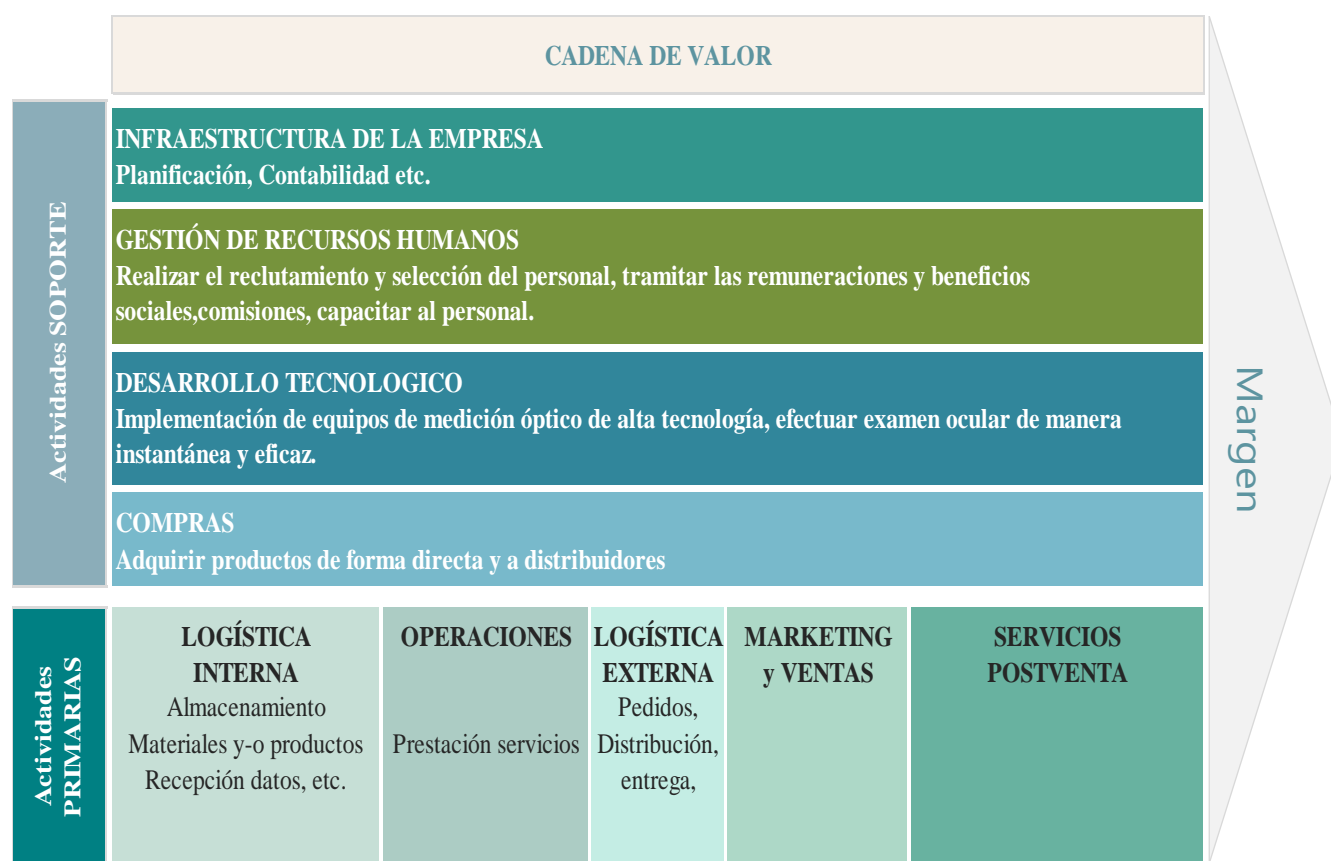 CADENA DE VALOR
Actividades SOPORTE
INFRAESTRUCTURA DE LA EMPRESA
Planificación, Contabilidad etc.
GESTIÓN DE RECURSOS HUMANOS
Realizar el reclutamiento y selección del personal, tramitar las remuneraciones y beneficios
sociales,comisiones, capacitar al personal.
DESARROLLO TECNOLOGICO
Implementación de equipos de medición óptico de alta tecnología, efectuar examen ocular de manera
instantánea y eficaz.
COMPRAS
Adquirir productos de forma directa y a distribuidores
Margen
Actividades
PRIMARIAS
LOGÍSTICA
INTERNA
Almacenamiento
Materiales y-o productos
Recepción datos, etc.
OPERACIONES
Prestación servicios
LOGÍSTICA
EXTERNA
Pedidos,
Distribución,
entrega,
MARKETING
y VENTAS
SERVICIOS
POSTVENTA